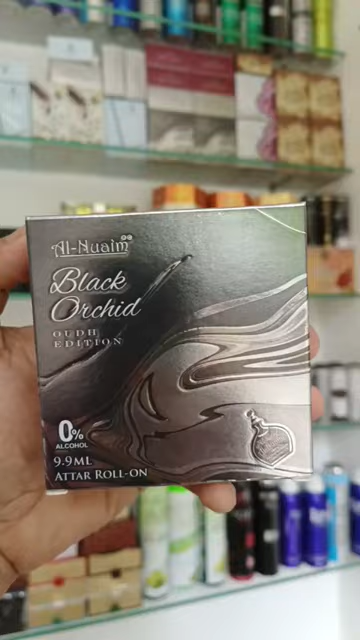 Al-Nuaim
Black
Orchid
OUDH
EDITION
0%
ALCOHOL
9.9ML
ATTAR ROLL-ON